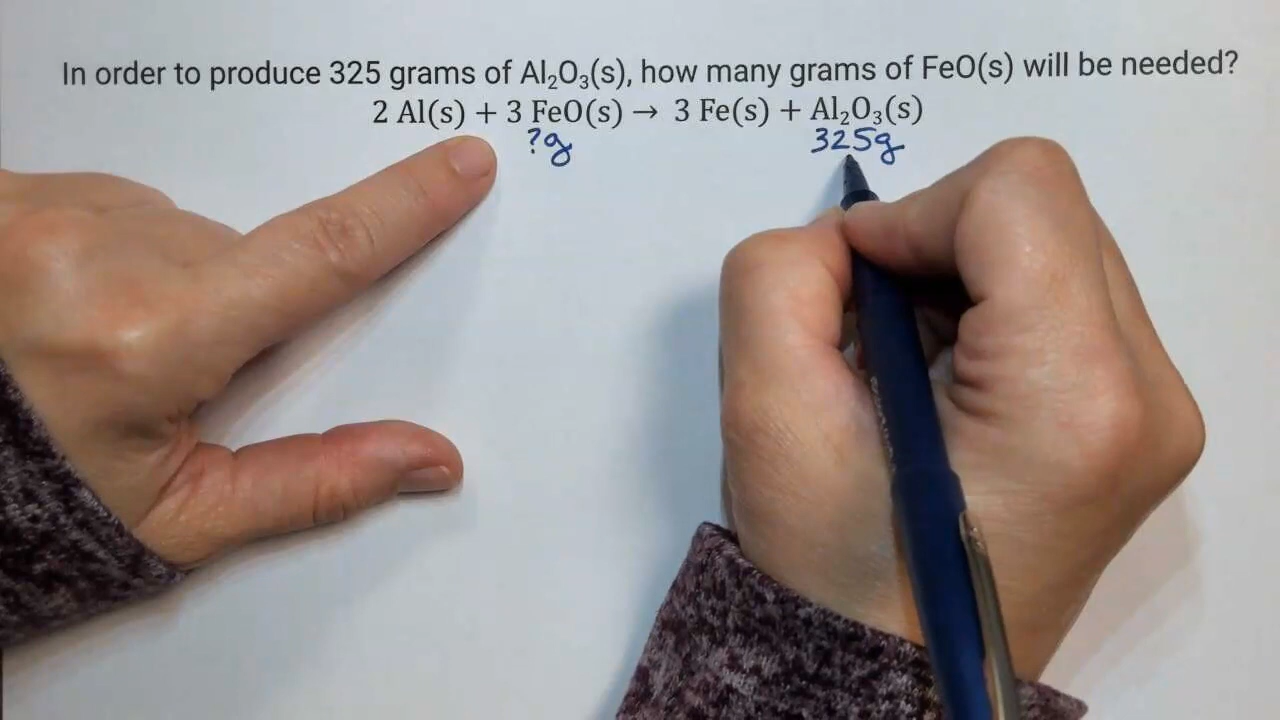 In order to produce 325 grams of Al₂O₃(s), how many grams of FeO(s) will be needed?
2 Al(s) + 3 FeO(s) → 3 Fe(s) + Al₂O₃(s)
?g 325g